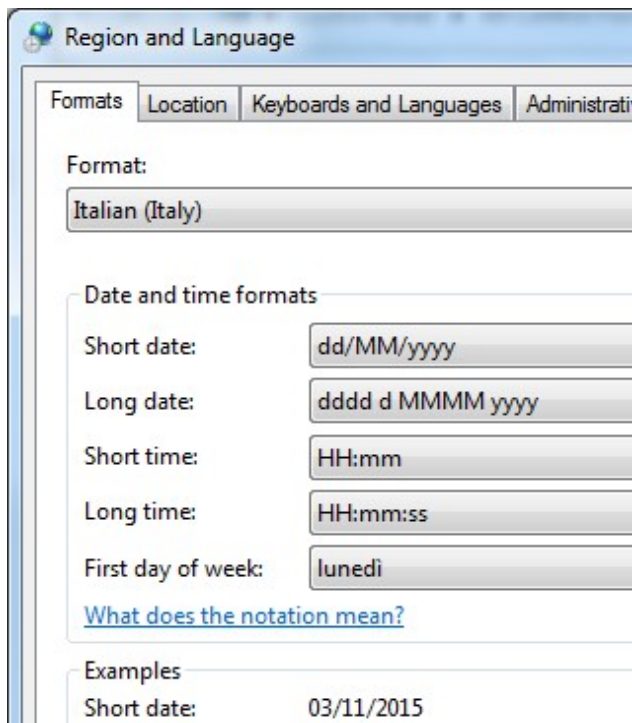 Region and Language
Formats Location Keyboards and Languages Administrati
Format:
Italian (Italy)
Date and time formats
Short date: dd/MM/yyyy
Long date: dddd d MMMM yyyy
Short time: HH:mm
Long time: HH:mm:ss
First day of week: lunedì
What does the notation mean?
Examples
Short date: 03/11/2015